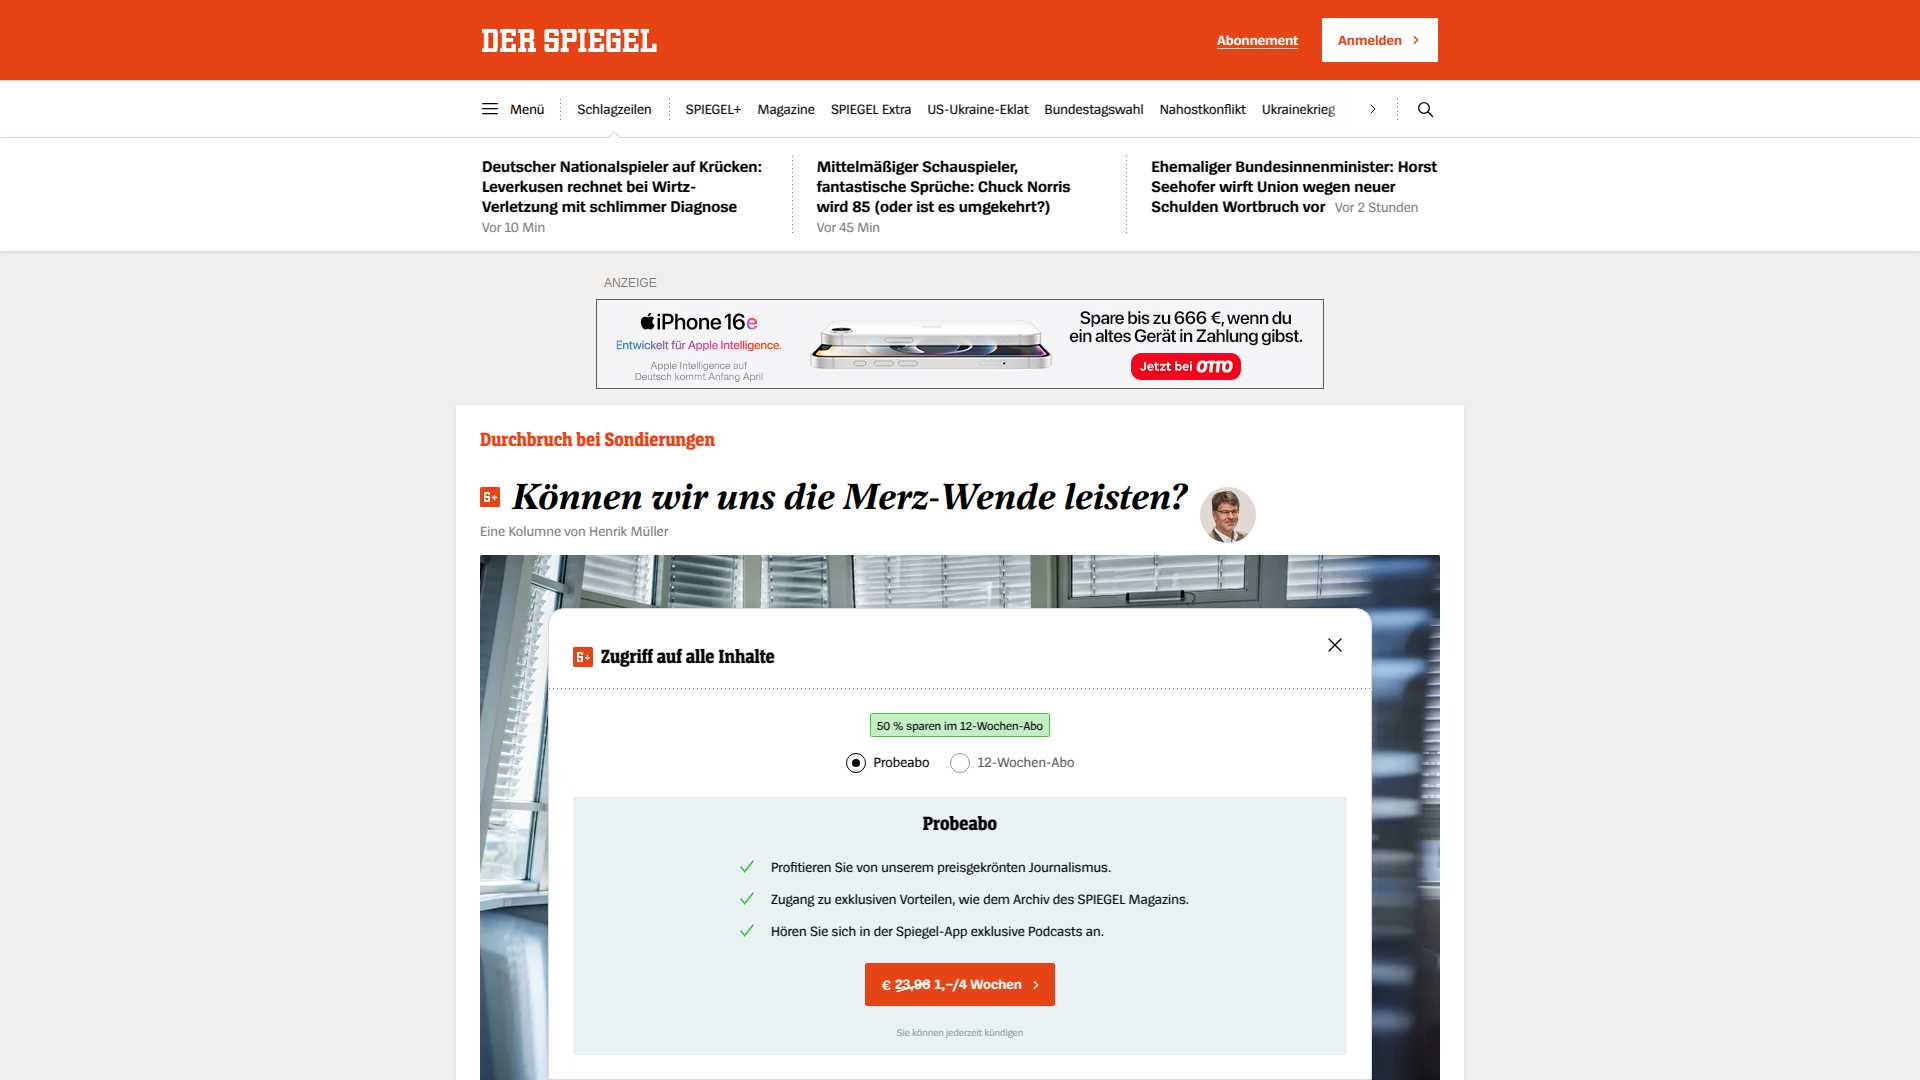 DER SPIEGEL
Abonnement
Anmelden
Menü
Schlagzeilen
SPIEGEL+
Magazine
SPIEGEL Extra
US-Ukraine-Eklat
Bundestagswahl
Nahostkonflikt
Ukrainekrieg
Deutscher Nationalspieler auf Krücken:
Leverkusen rechnet bei Wirtz-
Verletzung mit schlimmer Diagnose
Vor 10 Min
Mittelmäßiger Schauspieler,
fantastische Sprüche: Chuck Norris
wird 85 (oder ist es umgekehrt?)
Vor 45 Min
Ehemaliger Bundesinnenminister: Horst
Seehofer wirft Union wegen neuer
Schulden Wortbruch vor Vor 2 Stunden
ANZEIGE
iPhone 16e
Entwickelt für Apple Intelligence.
Apple Intelligence auf
Deutsch kommt Anfang April
Spare bis zu 666 €, wenn du
ein altes Gerät in Zahlung gibst.
Jetzt bei OTTO
Durchbruch bei Sondierungen
S+ Können wir uns die Merz-Wende leisten?
Eine Kolumne von Henrik Müller
S+ Zugriff auf alle Inhalte
50 % sparen im 12-Wochen-Abo
Probeabo
12-Wochen-Abo
Probeabo
Profitieren Sie von unserem preisgekrönten Journalismus.
Zugang zu exklusiven Vorteilen, wie dem Archiv des SPIEGEL Magazins.
Hören Sie sich in der Spiegel-App exklusive Podcasts an.
€ 23,96 1,–/4 Wochen
Sie können jederzeit kündigen